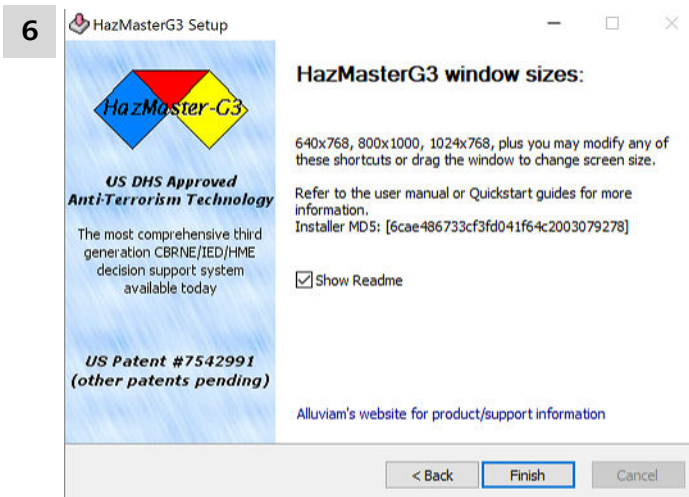 6
HazMasterG3 Setup
HazMaster-G3
US DHS Approved
Anti-Terrorism Technology
The most comprehensive third
generation CBRNE/IED/HME
decision support system
available today
US Patent #7542991
(other patents pending)
HazMasterG3 window sizes:
640x768, 800x1000, 1024x768, plus you may modify any of
these shortcuts or drag the window to change screen size.
Refer to the user manual or Quickstart guides for more
information.
Installer MD5: [6cae486733cf3fd041f64c2003079278]
Show Readme
Alluviam's website for product/support information
< Back
Finish
Cancel